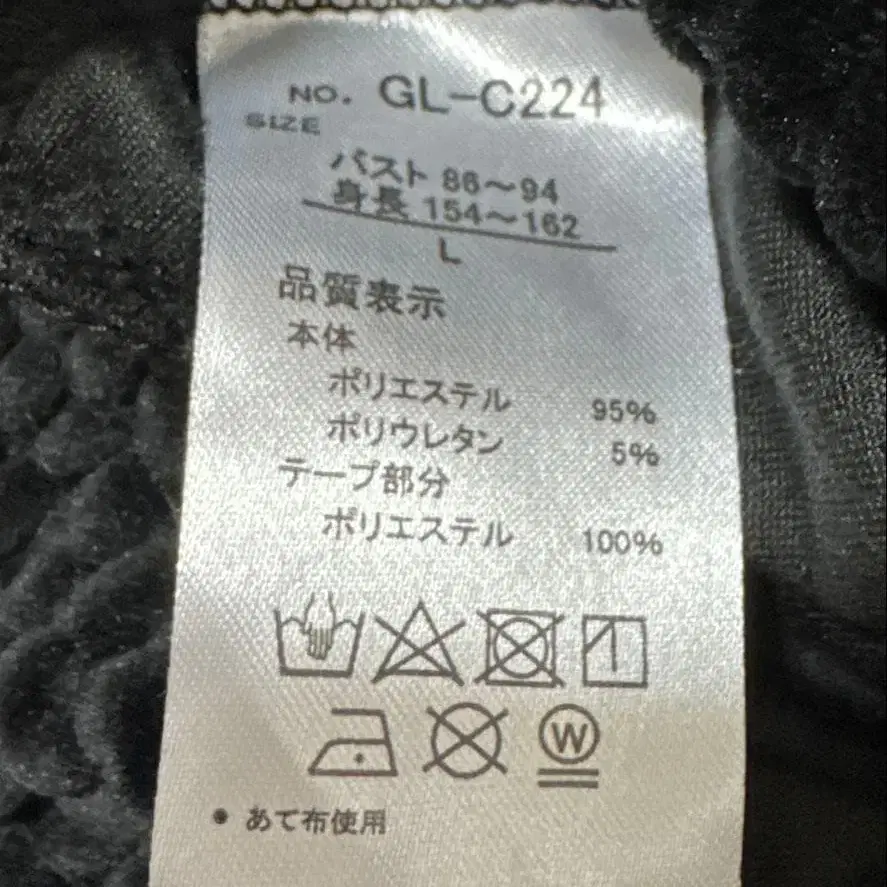 NO. GL-C224
SIZE
バスト 86～94
身長 154～162
L
品質表示
本体
ポリエステル 95%
ポリウレタン 5%
テープ部分
ポリエステル 100%
W
● あて布使用